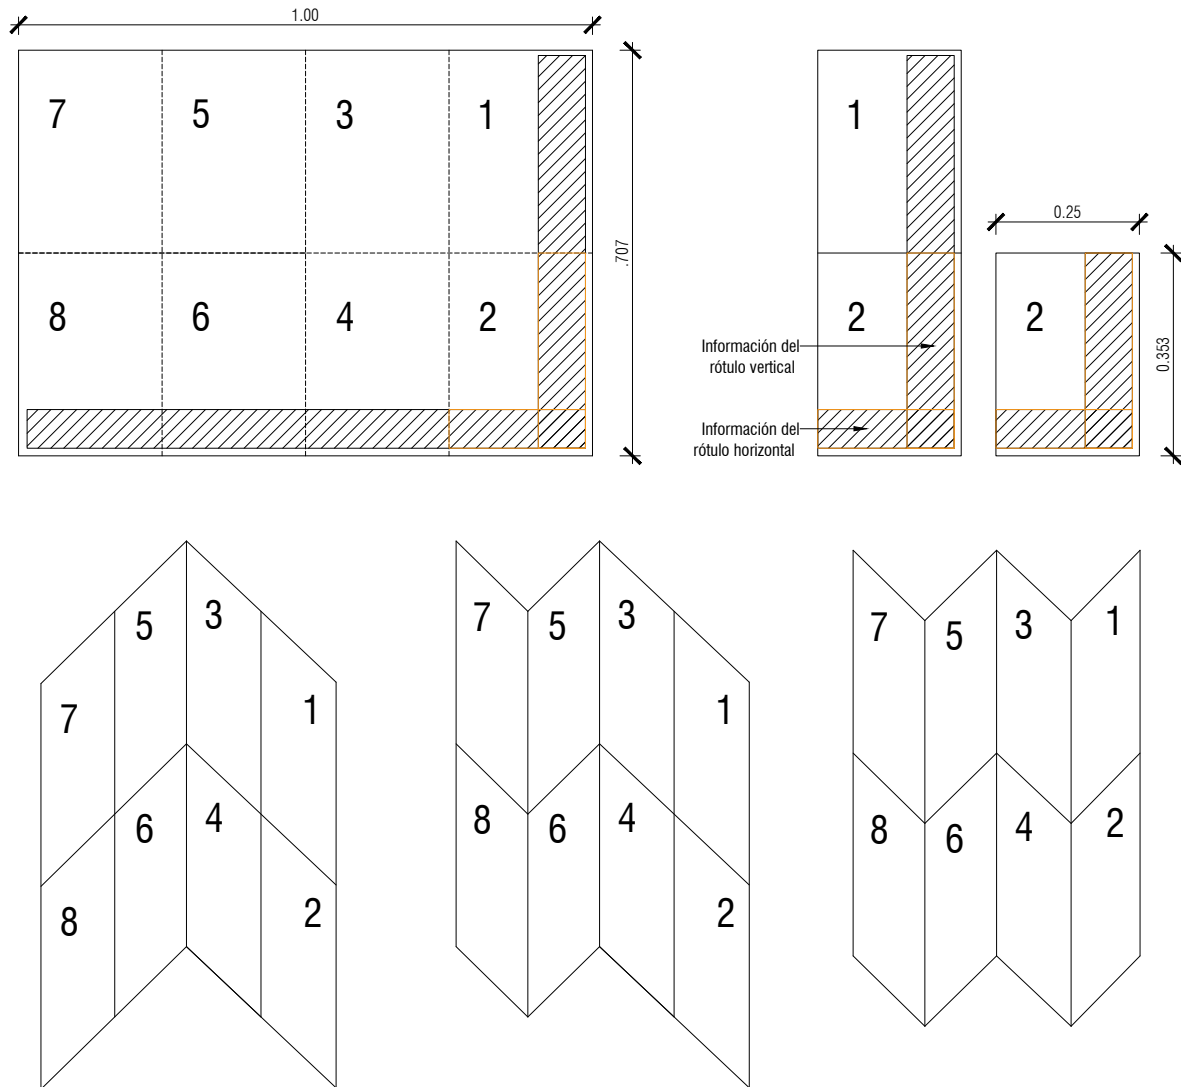 1.00
7 5 3 1
8 6 4 2
.707
1
2
Información del
rótulo vertical
Información del
rótulo horizontal
0.25
2
0.353
5 3
7 1
6 4
8 2
7 5 3
1
8 6 4
2
7 5 3 1
8 6 4 2